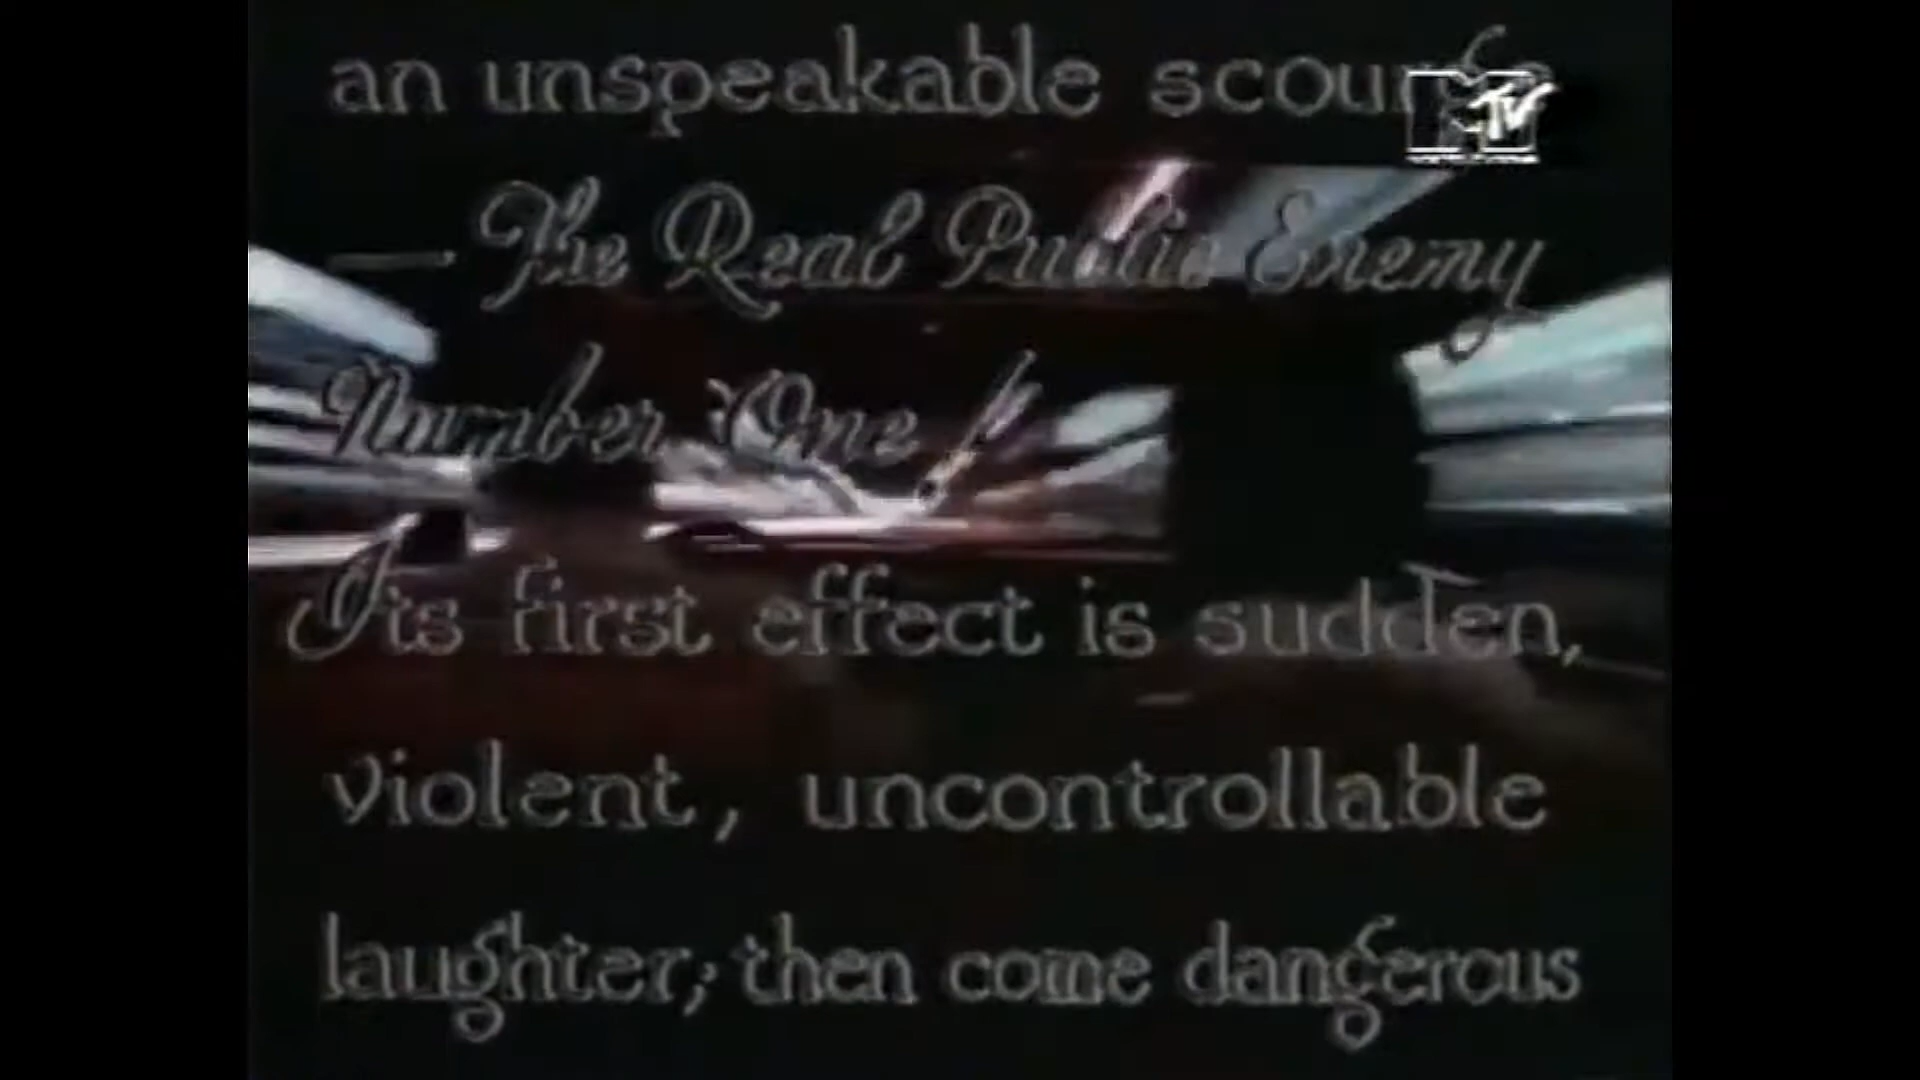 an unspeakable scourge
— The Real Public Enemy
Number One!
Its first effect is sudden,
violent, uncontrollable
laughter; then come dangerous
MTV